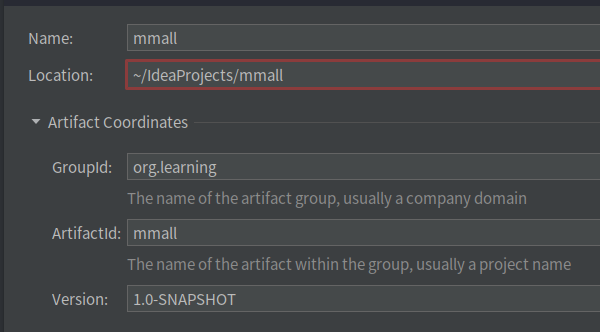 Name: mmall
Location: ~/IdeaProjects/mmall
Artifact Coordinates
GroupId: org.learning
The name of the artifact group, usually a company domain
ArtifactId: mmall
The name of the artifact within the group, usually a project name
Version: 1.0-SNAPSHOT